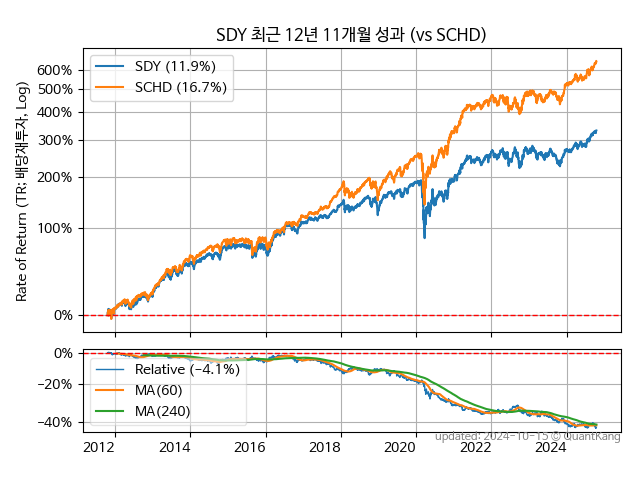 SDY 최근 12년 11개월 성과 (vs SCHD)
Rate of Return (TR; 배당재투자, Log)
SDY (11.9%)
SCHD (16.7%)
600%
500%
400%
300%
200%
100%
0%
0%
−20%
−40%
Relative (−4.1%)
MA(60)
MA(240)
2012 2014 2016 2018 2020 2022 2024
updated: 2024-10-15 © QuantKang